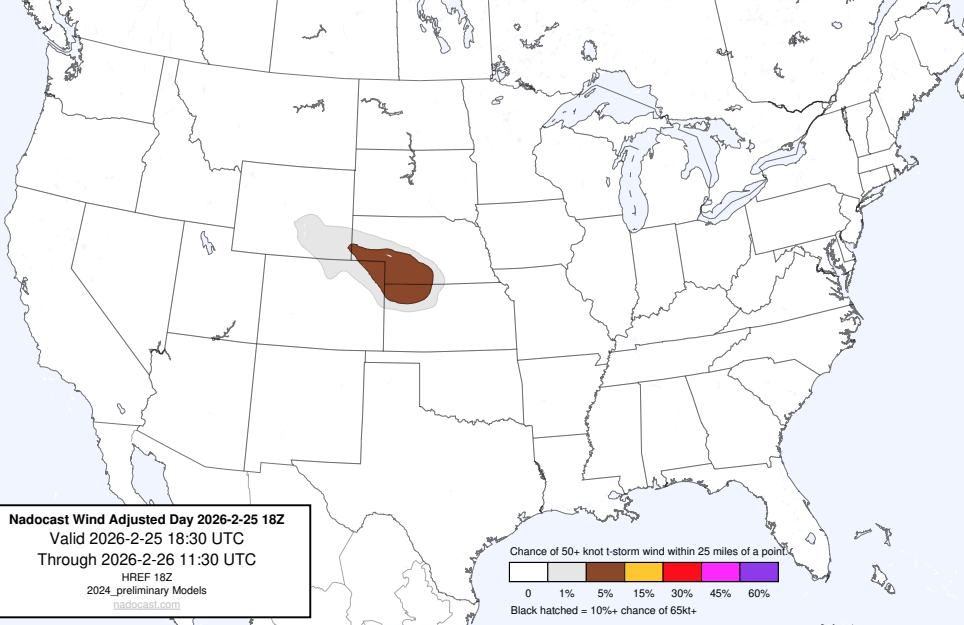 Nadocast Wind Adjusted Day 2026-2-25 18Z
Valid 2026-2-25 18:30 UTC
Through 2026-2-26 11:30 UTC
HREF 18Z
2024_preliminary Models
nadocast.com
Chance of 50+ knot t-storm wind within 25 miles of a point.
0 1% 5% 15% 30% 45% 60%
Black hatched = 10%+ chance of 65kt+